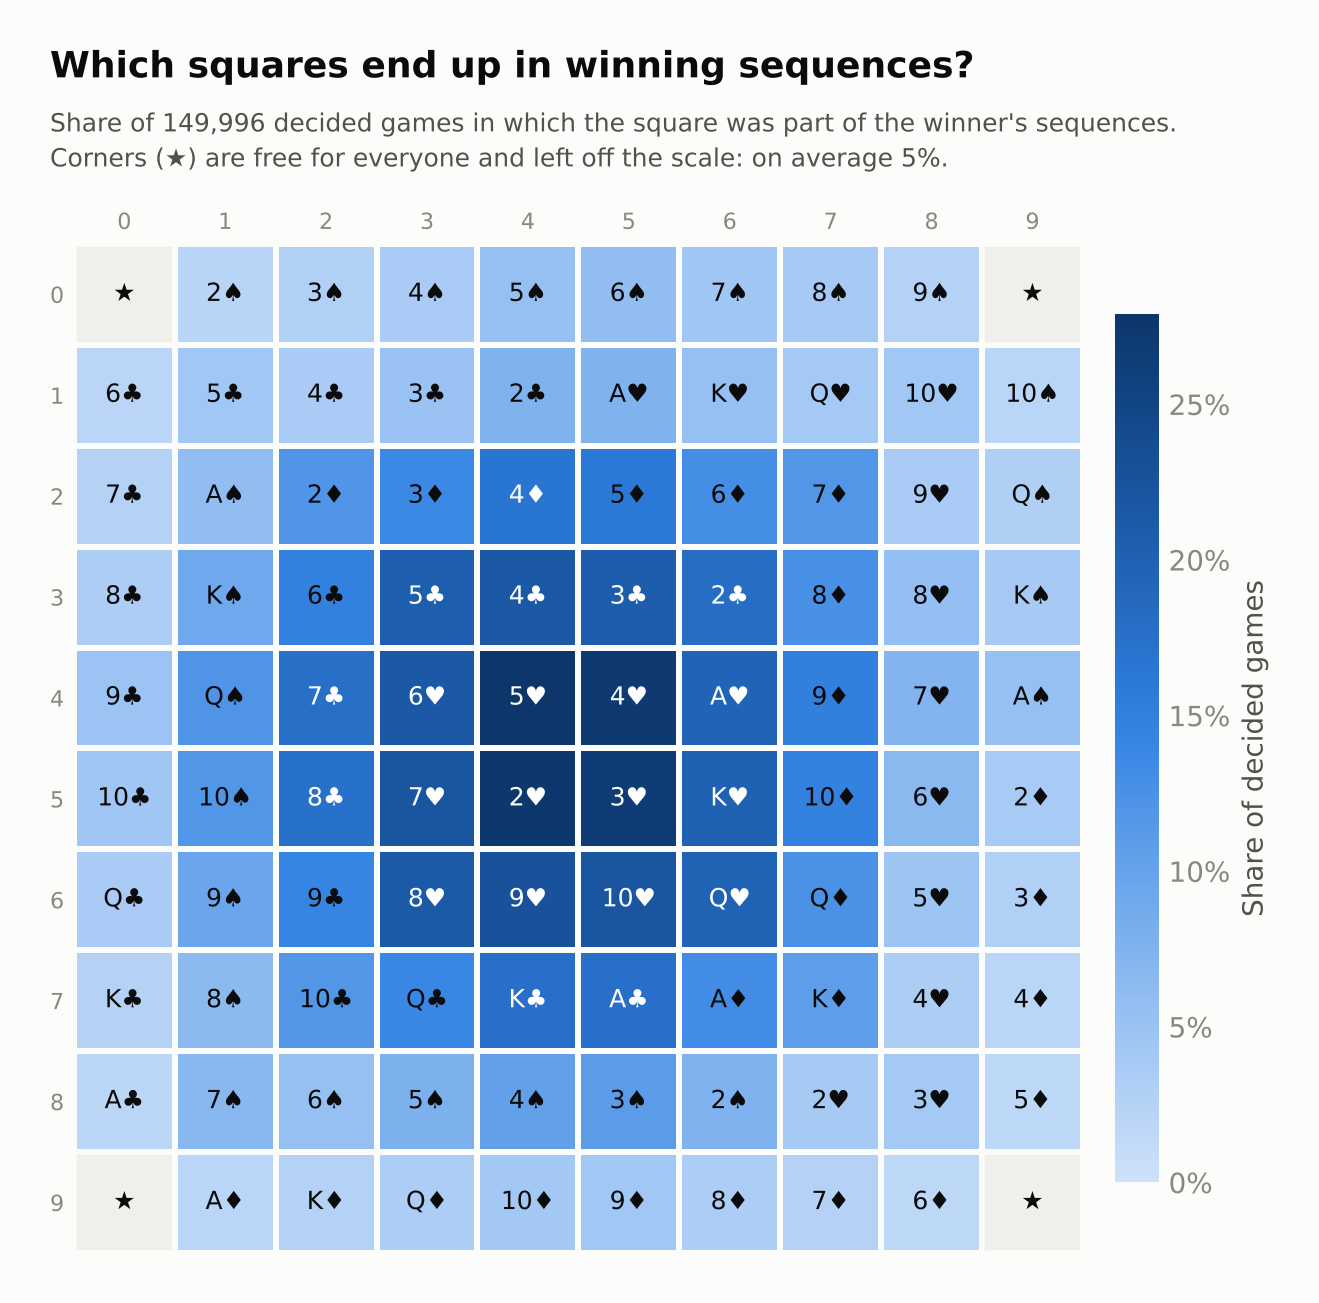 Which squares end up in winning sequences?
Share of 149,996 decided games in which the square was part of the winner's sequences.
Corners (★) are free for everyone and left off the scale: on average 5%.
0 1 2 3 4 5 6 7 8 9
0 ★ 2♠ 3♠ 4♠ 5♠ 6♠ 7♠ 8♠ 9♠ ★
1 6♣ 5♣ 4♣ 3♣ 2♣ A♥ K♥ Q♥ 10♥ 10♠
2 7♣ A♠ 2♦ 3♦ 4♦ 5♦ 6♦ 7♦ 9♥ Q♠
3 8♣ K♠ 6♣ 5♣ 4♣ 3♣ 2♣ 8♦ 8♥ K♠
4 9♣ Q♠ 7♣ 6♥ 5♥ 4♥ A♥ 9♦ 7♥ A♠
5 10♣ 10♠ 8♣ 7♥ 2♥ 3♥ K♥ 10♦ 6♥ 2♦
6 Q♣ 9♠ 9♣ 8♥ 9♥ 10♥ Q♥ Q♦ 5♥ 3♦
7 K♣ 8♠ 10♣ Q♣ K♣ A♣ A♦ K♦ 4♥ 4♦
8 A♣ 7♠ 6♠ 5♠ 4♠ 3♠ 2♠ 2♥ 3♥ 5♦
9 ★ A♦ K♦ Q♦ 10♦ 9♦ 8♦ 7♦ 6♦ ★
25%
20%
15%
10%
5%
0%
Share of decided games